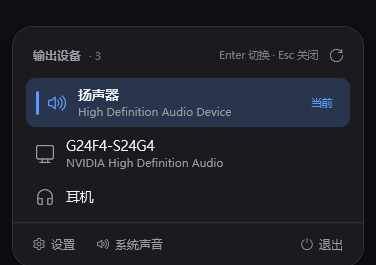 输出设备 · 3 Enter 切换 · Esc 关闭
扬声器
High Definition Audio Device
当前
G24F4-S24G4
NVIDIA High Definition Audio
耳机
设置 系统声音 退出